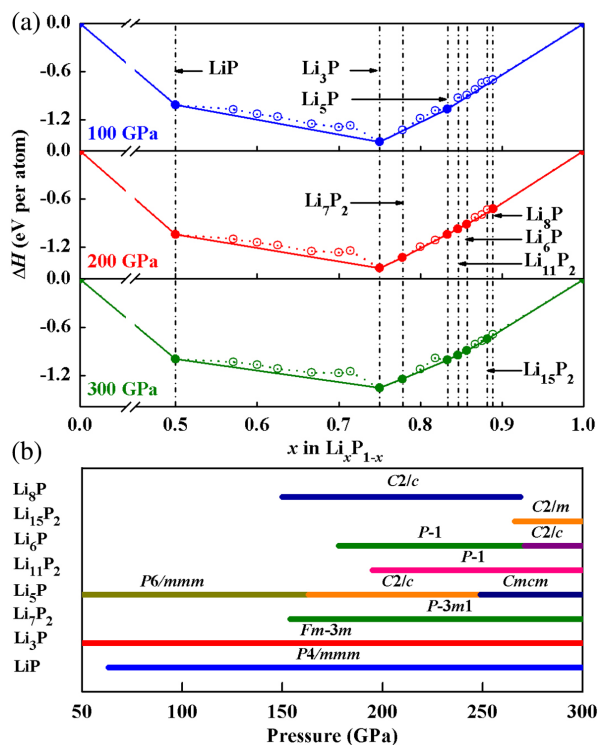 (a)
0.0
-0.6
-1.2
0.0
-0.6
-1.2
0.0
-0.6
-1.2
ΔH (eV per atom)
LiP
Li3P
Li5P
100 GPa
Li7P2
Li8P
Li6P
Li11P2
200 GPa
Li15P2
300 GPa
0.0 0.5 0.6 0.7 0.8 0.9 1.0
x in LixP1-x
(b)
Li8P C2/c
Li15P2 C2/m
Li6P P-1 C2/c
Li11P2 P-1
Li5P P6/mmm C2/c Cmcm
Li7P2 P-3m1
Li3P Fm-3m
LiP P4/mmm
50 100 150 200 250 300
Pressure (GPa)